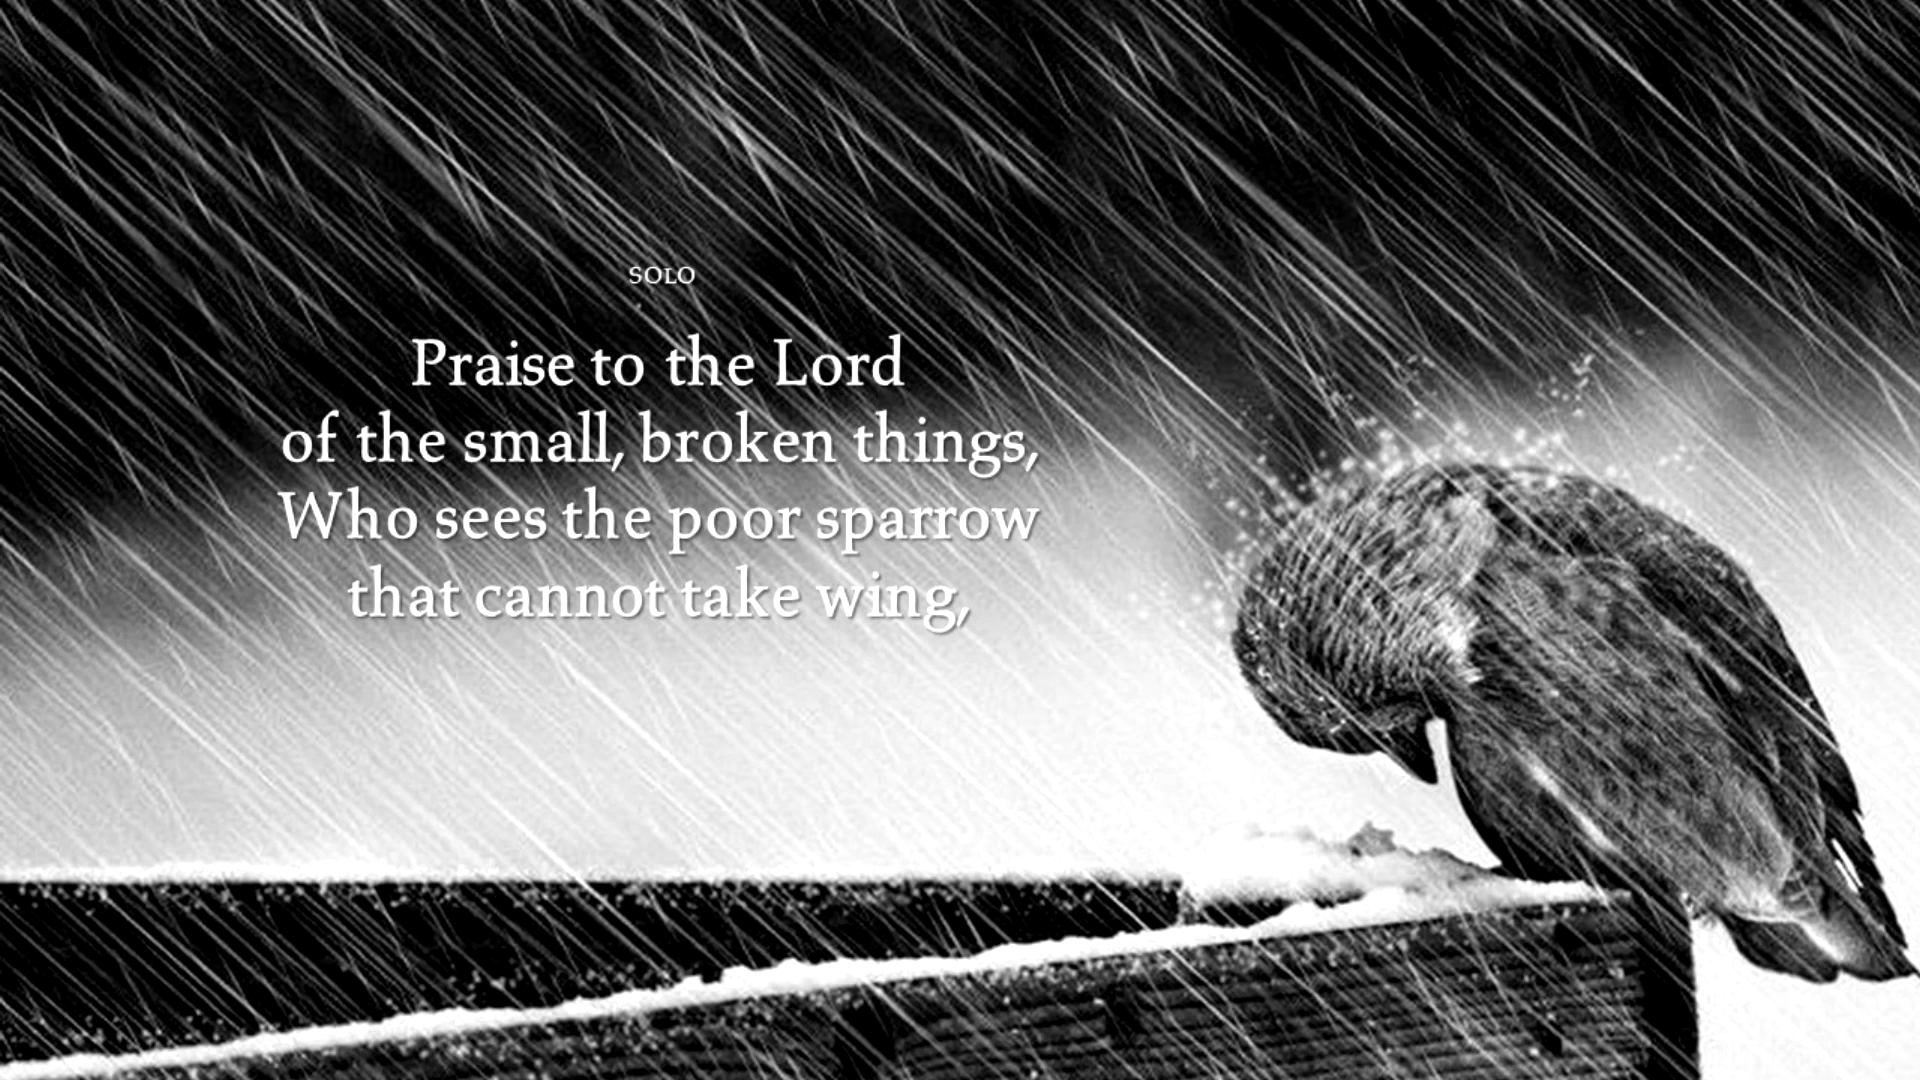 SOLO
Praise to the Lord
of the small, broken things,
Who sees the poor sparrow
that cannot take wing,